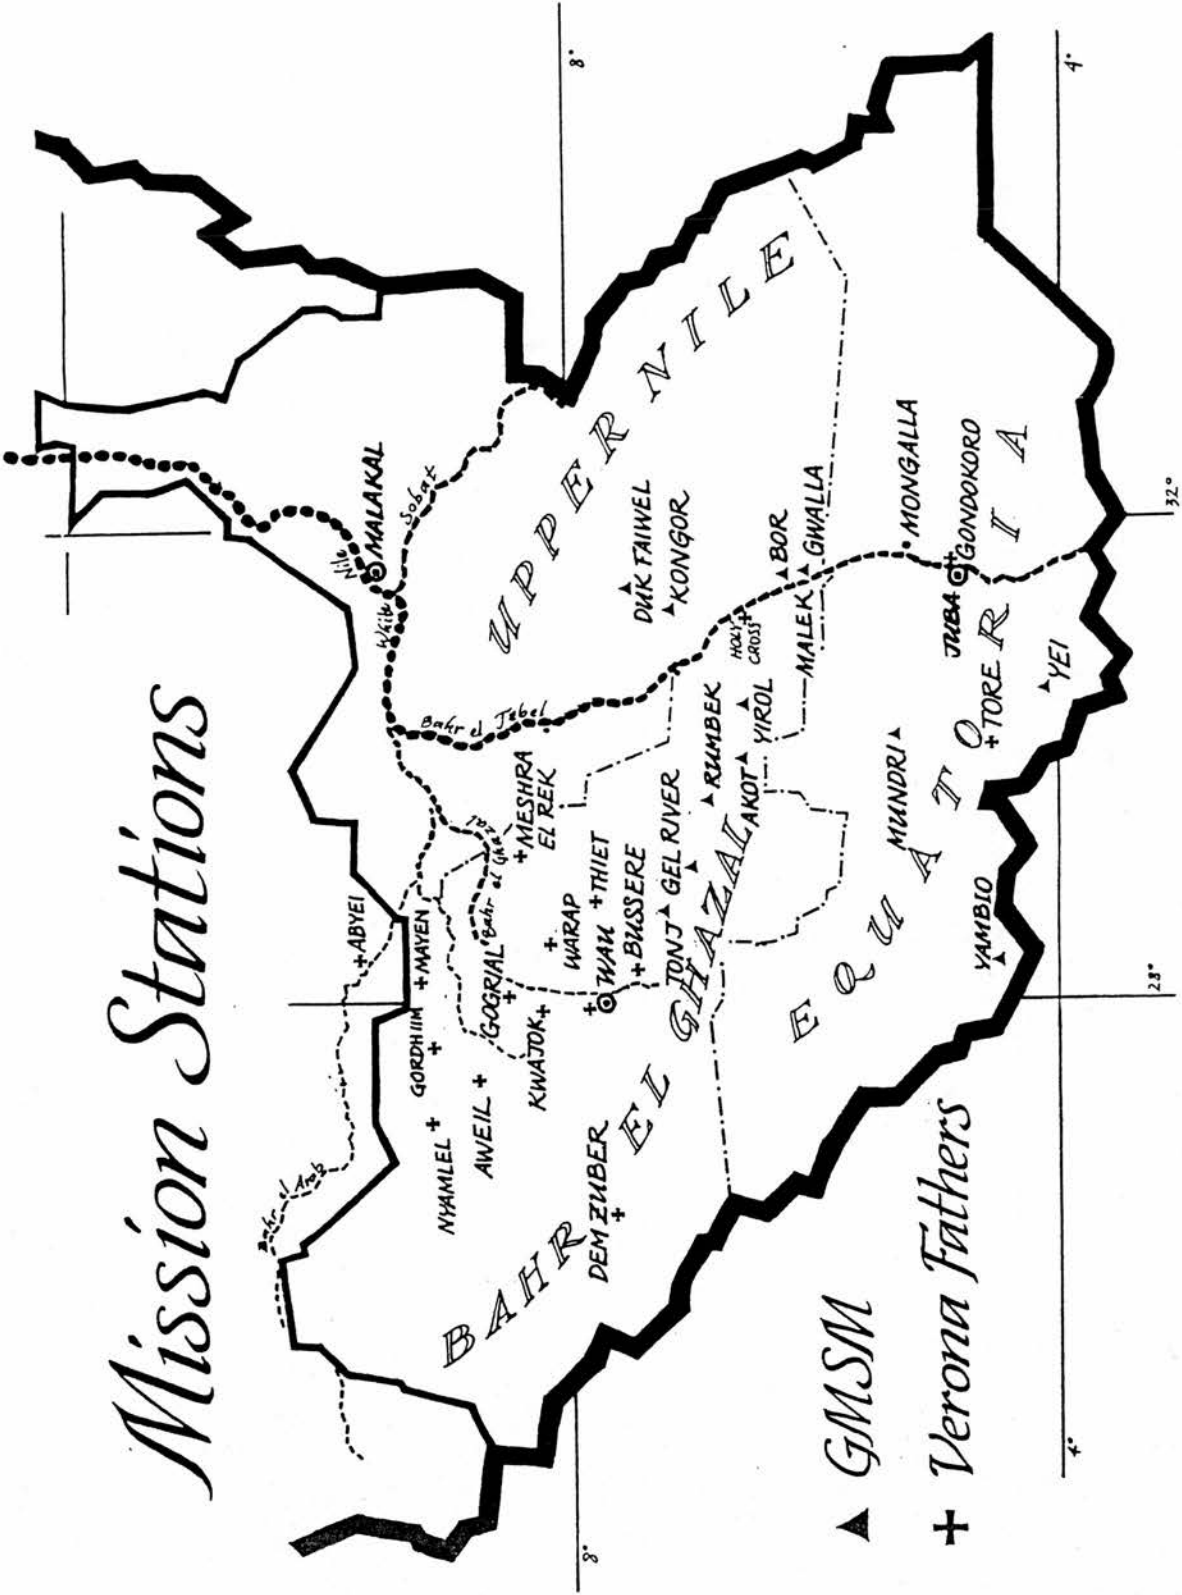 Mission Stations
8°
4°
White
Nile
MALAKAL
Sobat
UPPER NILE
DUK FAIWEL
KONGOR
BOR
MALEK
GWALLA
HOLY
CROSS
MONGALLA
JUBA
GONDOKORO
Bahr el Jebel
ABYEI
MAYEN
GORDHIIM
NYAMLEL
AWEIL
GOGRIAL
KWAJOK
Bahr el Ghazal
MESHRA
EL REK
WARAP
THIET
WAU
BUSSERE
TONJ
GEL RIVER
RUMBEK
AKOT
YIROL
DEM ZUBER
BAHR EL GHAZAL
Bahr el Arab
MUNDRI
TORE
YEI
YAMBIO
EQUATORIA
32°
28°
8°
4°
GMSM
Verona Fathers